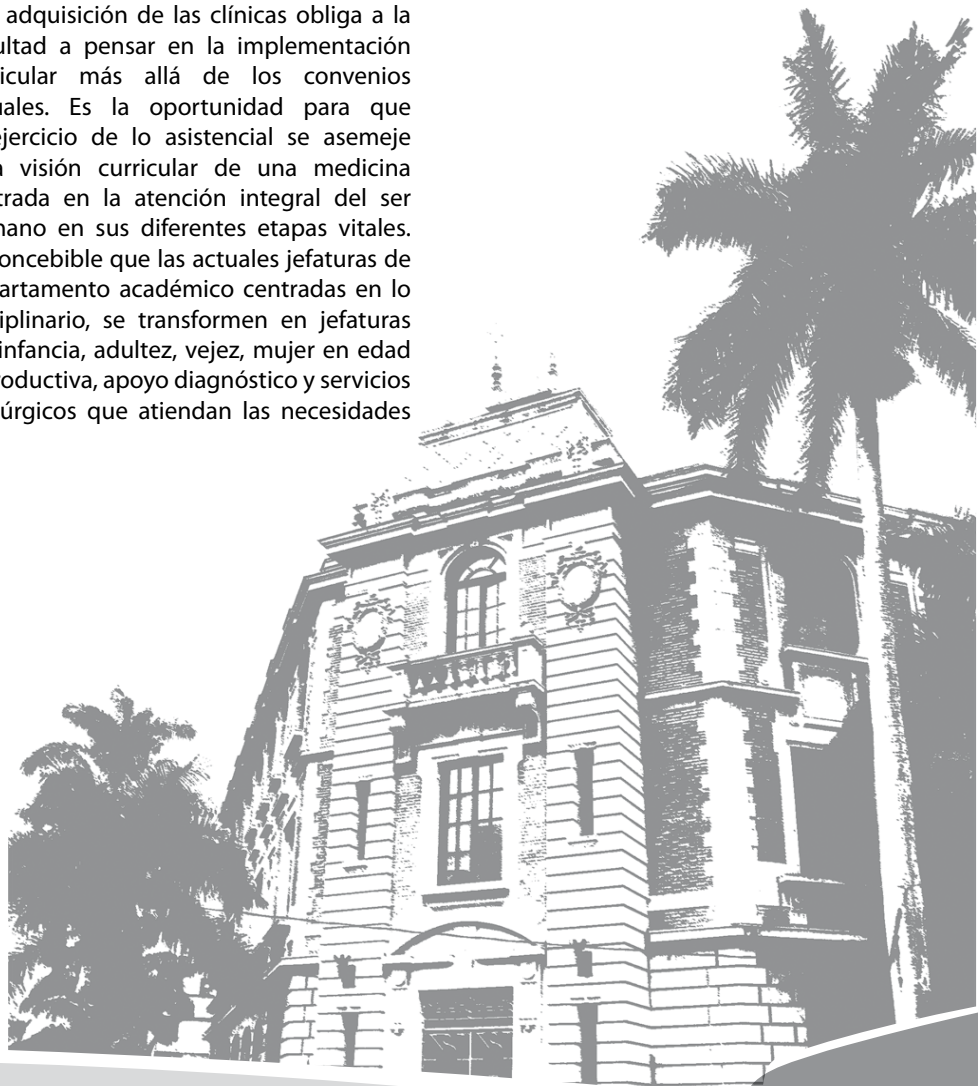 adquisición de las clínicas obliga a la
ultad a pensar en la implementación
icular más allá de los convenios
uales. Es la oportunidad para que
ejercicio de lo asistencial se asemeje
a visión curricular de una medicina
trada en la atención integral del ser
nano en sus diferentes etapas vitales.
oncebible que las actuales jefaturas de
artamento académico centradas en lo
iplinario, se transformen en jefaturas
infancia, adultez, vejez, mujer en edad
roductiva, apoyo diagnóstico y servicios
úrgicos que atiendan las necesidades